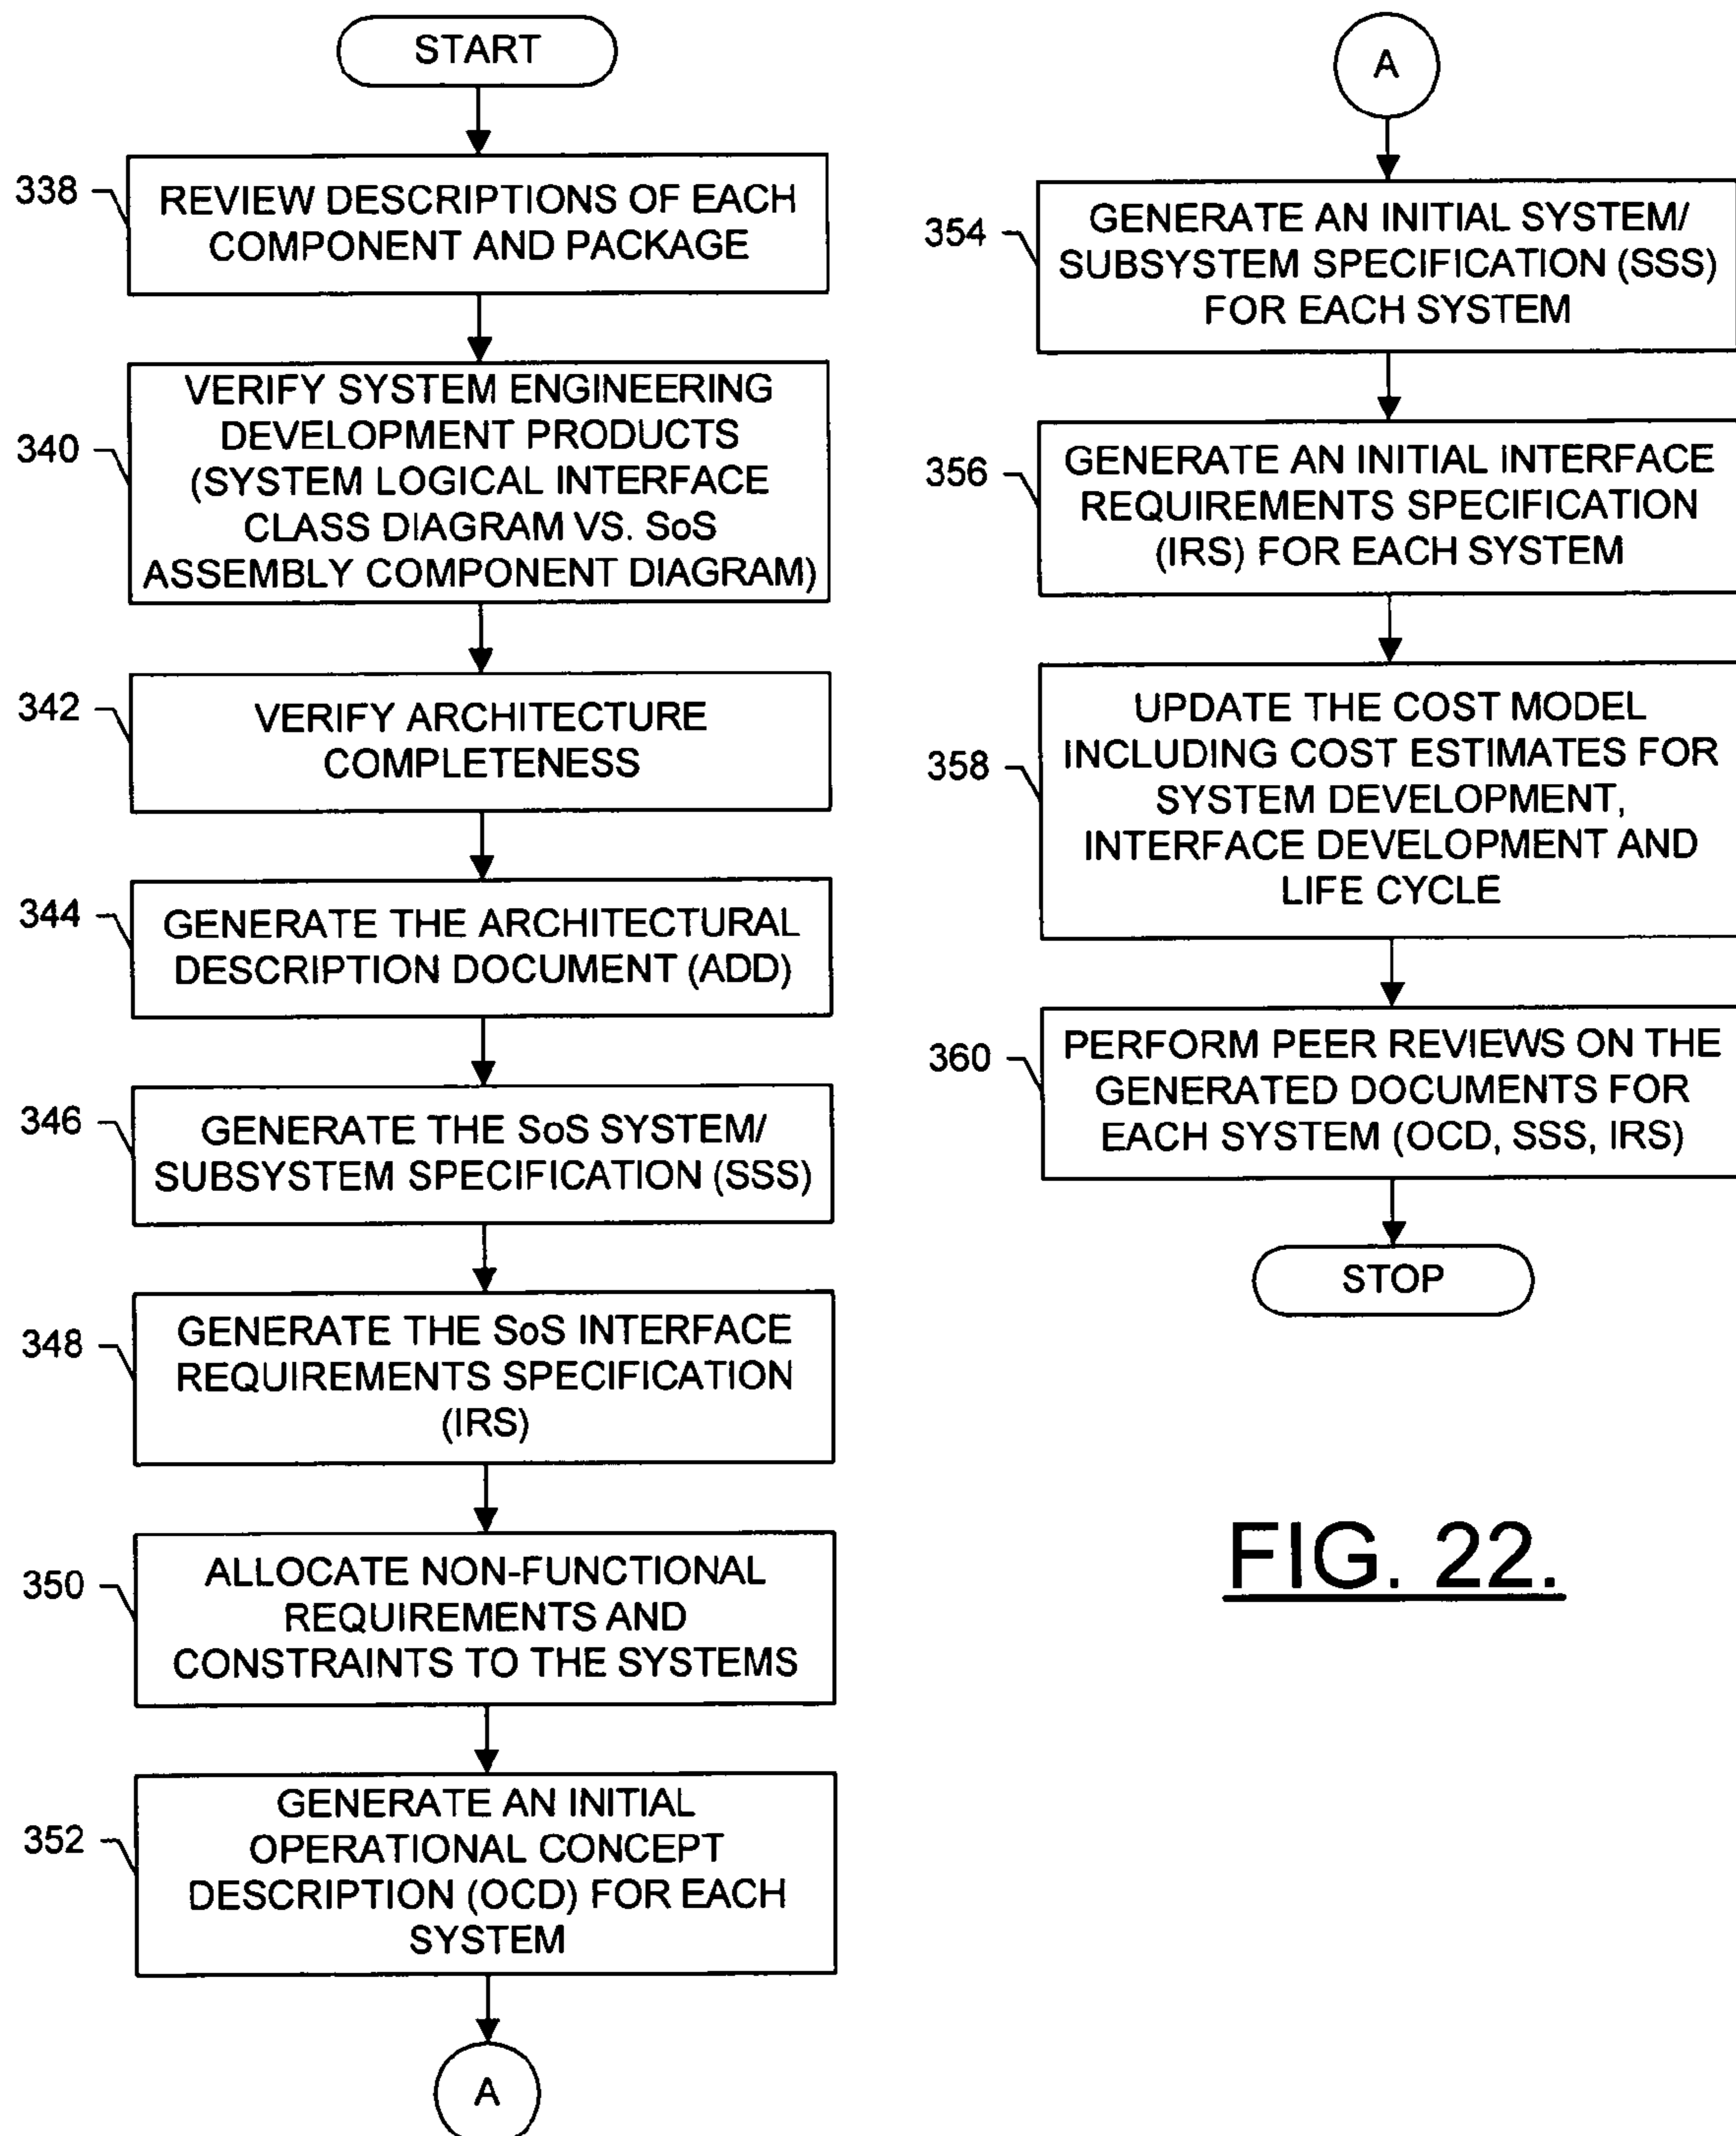 START
338
REVIEW DESCRIPTIONS OF EACH
COMPONENT AND PACKAGE
340
VERIFY SYSTEM ENGINEERING
DEVELOPMENT PRODUCTS
(SYSTEM LOGICAL INTERFACE
CLASS DIAGRAM VS. SoS
ASSEMBLY COMPONENT DIAGRAM)
342
VERIFY ARCHITECTURE
COMPLETENESS
344
GENERATE THE ARCHITECTURAL
DESCRIPTION DOCUMENT (ADD)
346
GENERATE THE SoS SYSTEM/
SUBSYSTEM SPECIFICATION (SSS)
348
GENERATE THE SoS INTERFACE
REQUIREMENTS SPECIFICATION
(IRS)
350
ALLOCATE NON-FUNCTIONAL
REQUIREMENTS AND
CONSTRAINTS TO THE SYSTEMS
352
GENERATE AN INITIAL
OPERATIONAL CONCEPT
DESCRIPTION (OCD) FOR EACH
SYSTEM
A
A
354
GENERATE AN INITIAL SYSTEM/
SUBSYSTEM SPECIFICATION (SSS)
FOR EACH SYSTEM
356
GENERATE AN INITIAL INTERFACE
REQUIREMENTS SPECIFICATION
(IRS) FOR EACH SYSTEM
358
UPDATE THE COST MODEL
INCLUDING COST ESTIMATES FOR
SYSTEM DEVELOPMENT,
INTERFACE DEVELOPMENT AND
LIFE CYCLE
360
PERFORM PEER REVIEWS ON THE
GENERATED DOCUMENTS FOR
EACH SYSTEM (OCD, SSS, IRS)
STOP
FIG. 22.